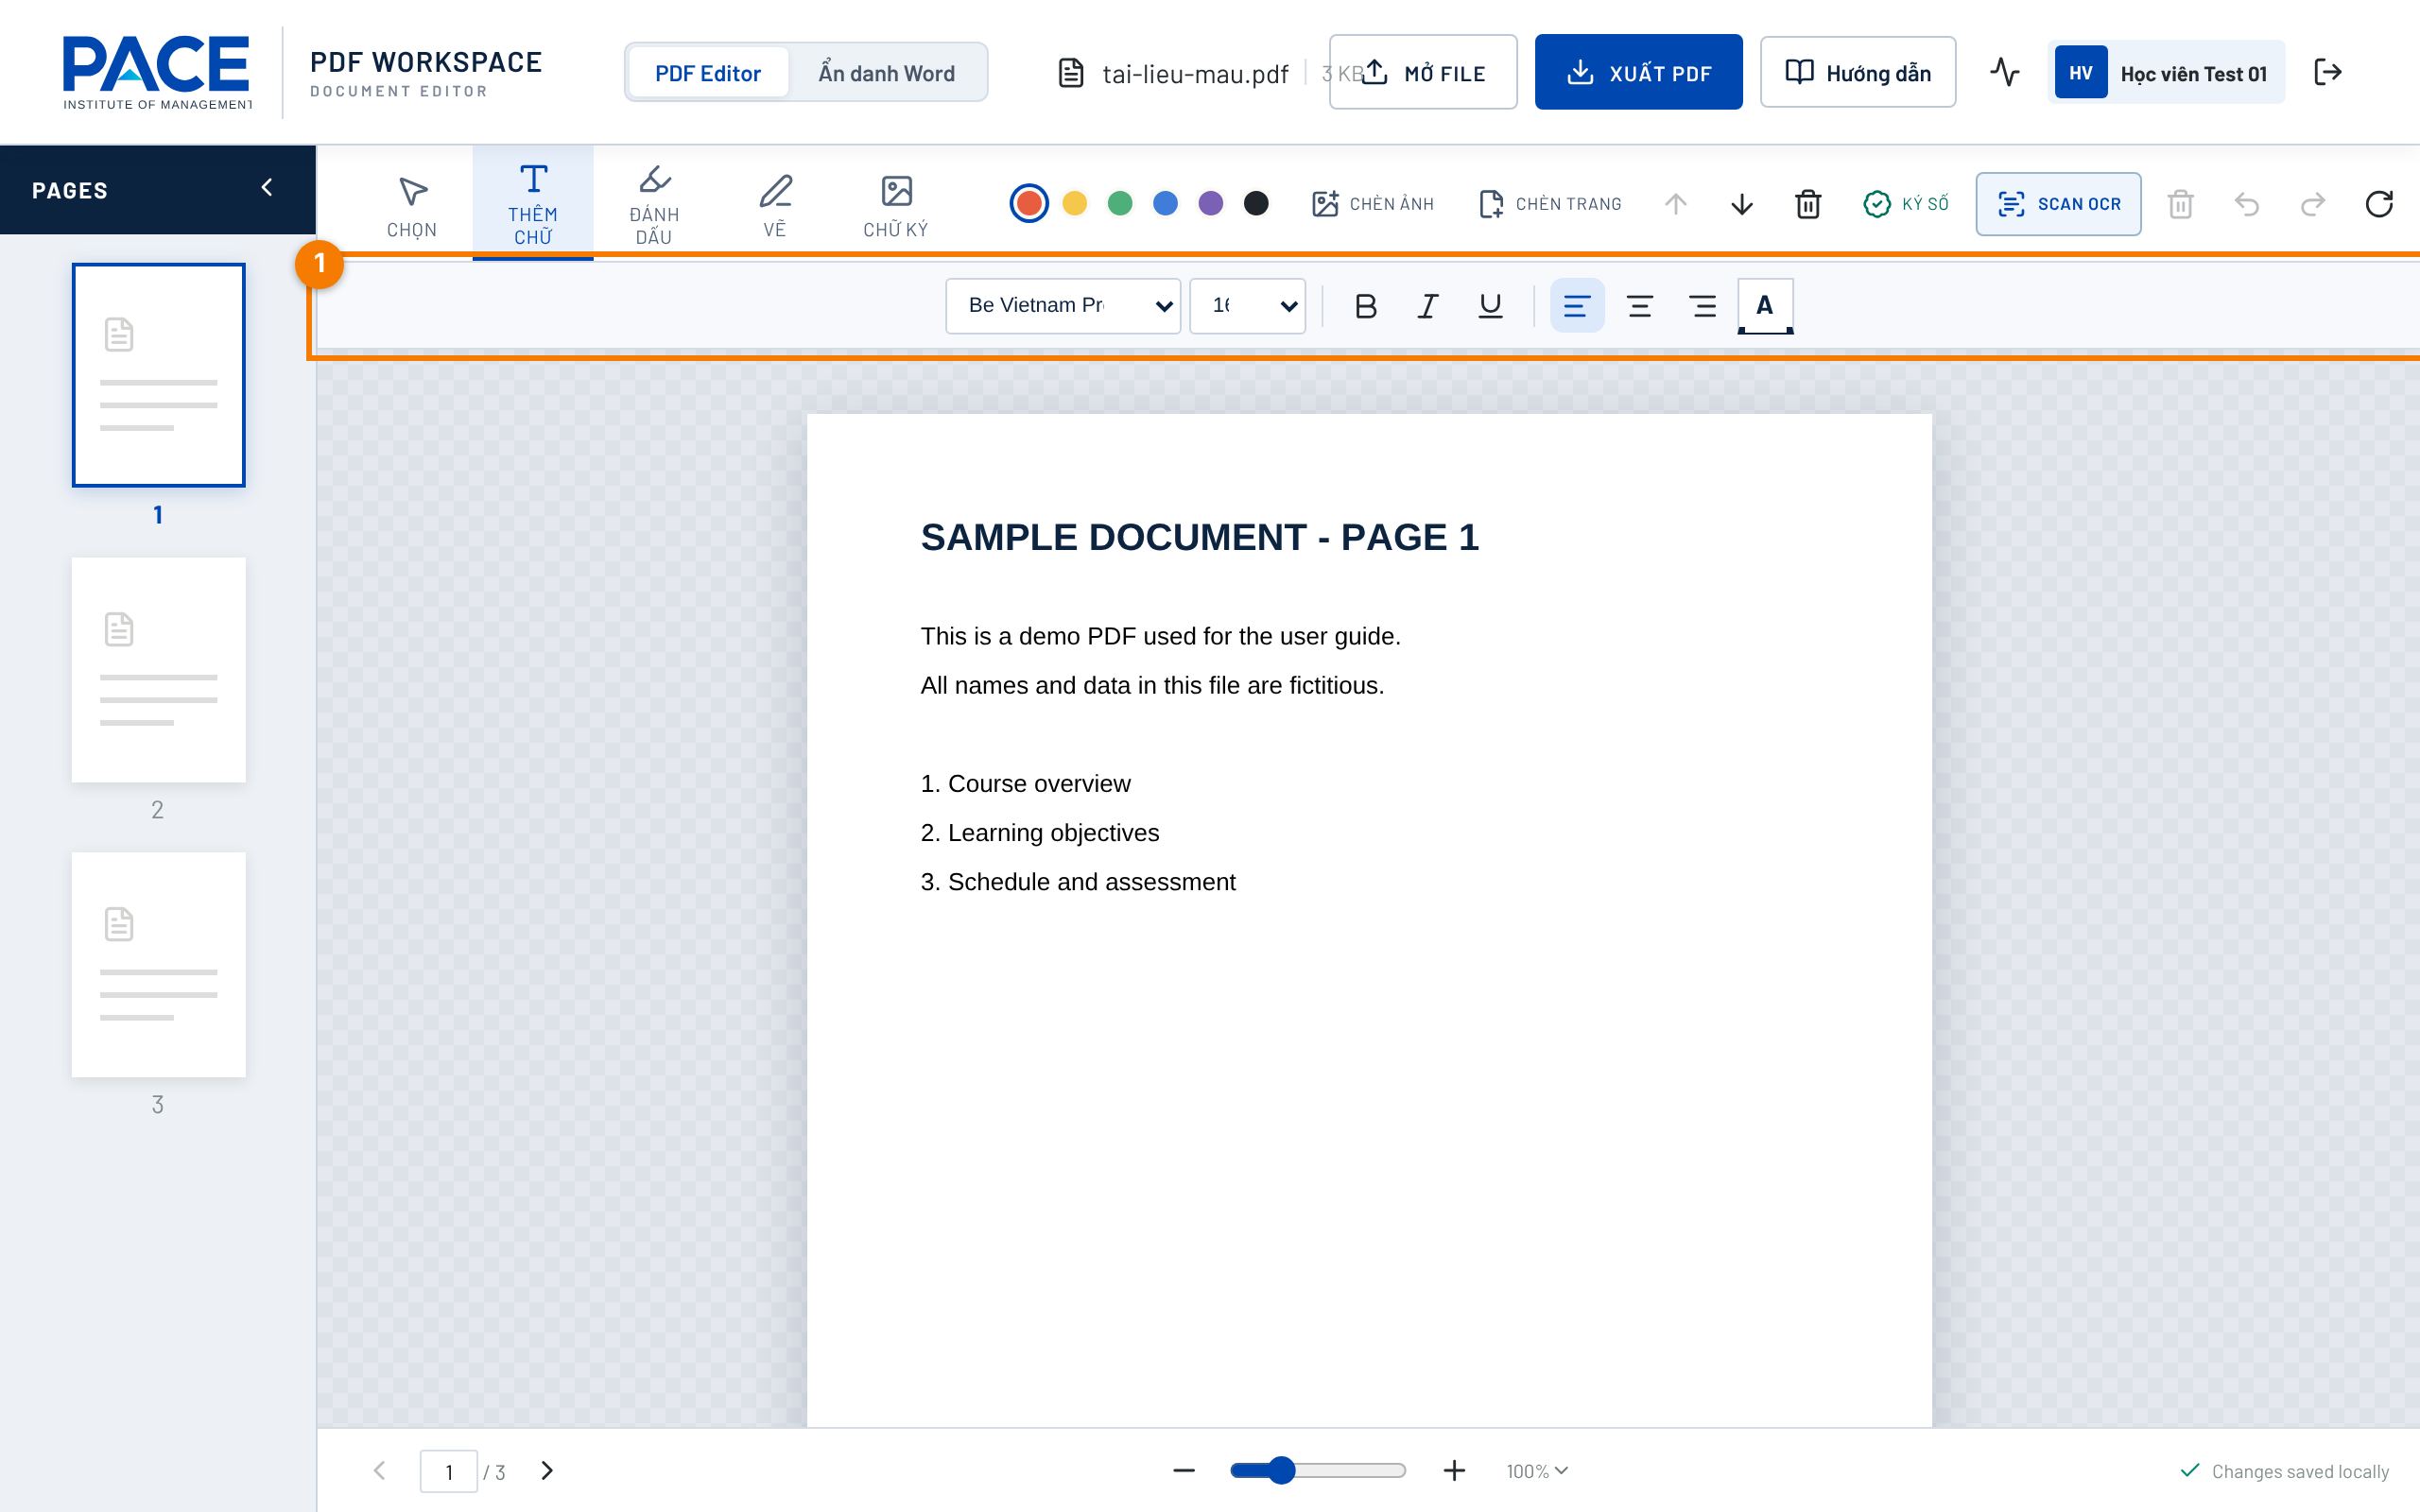 PACE
INSTITUTE OF MANAGEMENT
PDF WORKSPACE
DOCUMENT EDITOR
PDF Editor
Ẩn danh Word
tai-lieu-mau.pdf
3 KB
MỞ FILE
XUẤT PDF
Hướng dẫn
HV
Học viên Test 01
PAGES
CHỌN
THÊM
CHỮ
ĐÁNH
DẤU
VẼ
CHỮ KÝ
CHÈN ẢNH
CHÈN TRANG
KÝ SỐ
SCAN OCR
1
Be Vietnam Pr
16
B
I
U
A
1
2
3
SAMPLE DOCUMENT - PAGE 1
This is a demo PDF used for the user guide.
All names and data in this file are fictitious.
1. Course overview
2. Learning objectives
3. Schedule and assessment
1 / 3
100%
Changes saved locally